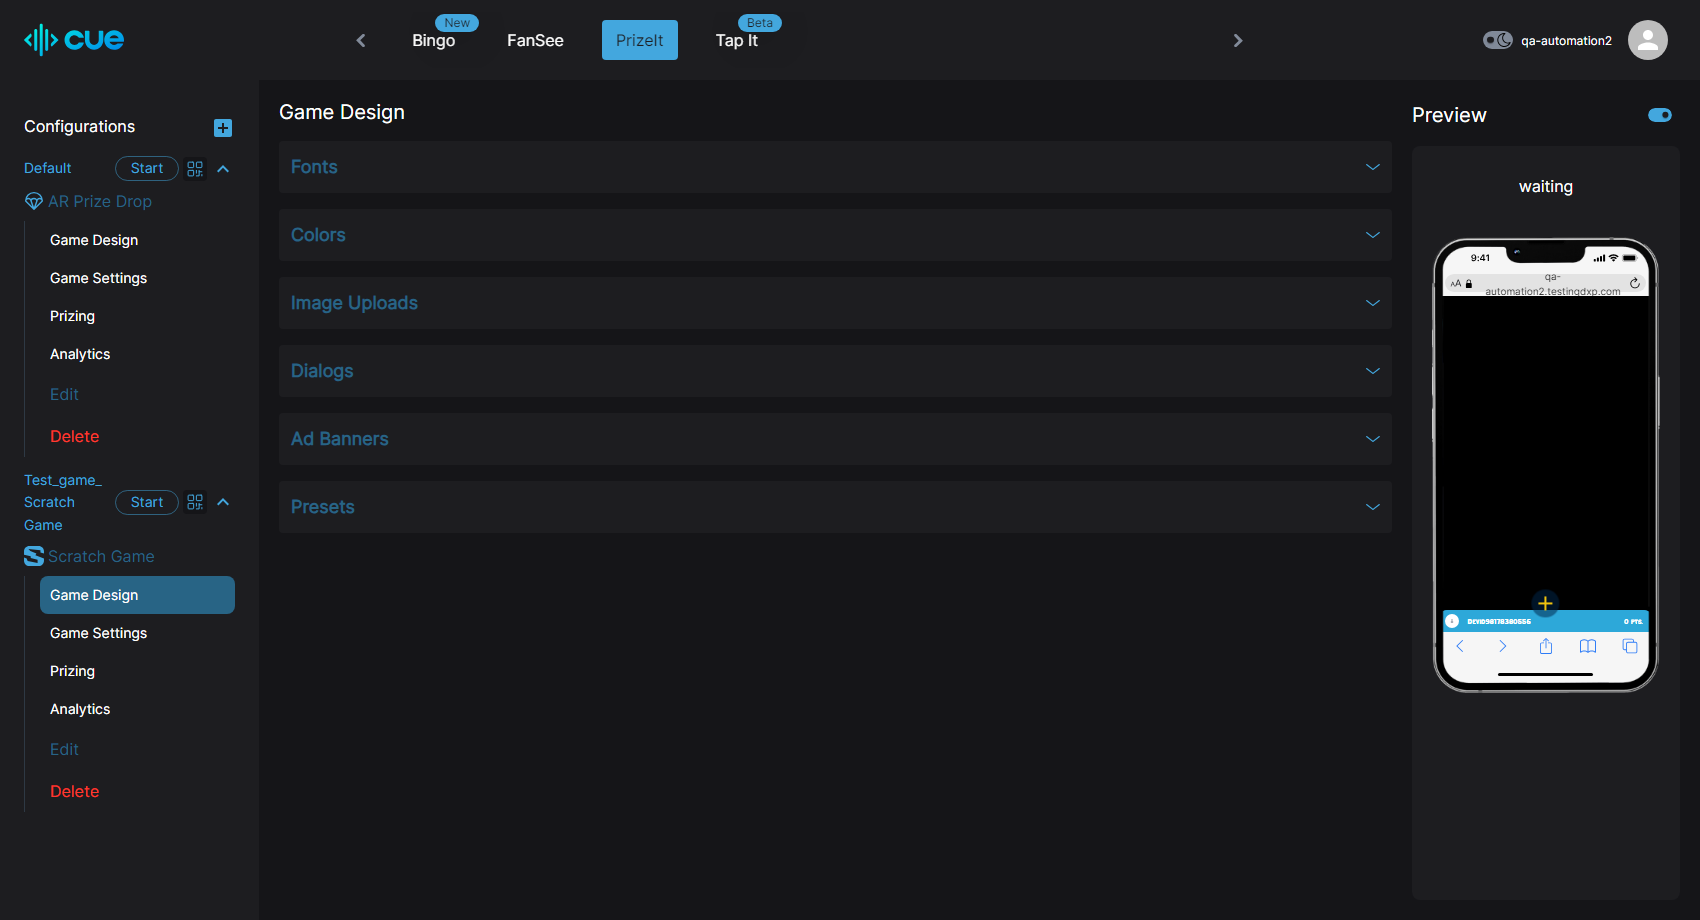 cue
New
Bingo
FanSee
PrizeIt
Beta
Tap It
qa-automation2
Configurations
Default
Start
AR Prize Drop
Game Design
Game Settings
Prizing
Analytics
Edit
Delete
Test_game_
Scratch
Game
Start
Scratch Game
Game Design
Game Settings
Prizing
Analytics
Edit
Delete
Game Design
Fonts
Colors
Image Uploads
Dialogs
Ad Banners
Presets
Preview
waiting
9:41
AA
qa-
automation2.testingdxp.com
0 PTS.